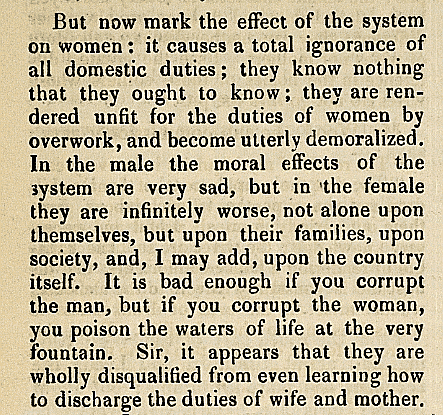 But now mark the effect of the system
on women: it causes a total ignorance of
all domestic duties; they know nothing
that they ought to know; they are ren-
dered unfit for the duties of women by
overwork, and become utterly demoralized.
In the male the moral effects of the
system are very sad, but in the female
they are infinitely worse, not alone upon
themselves, but upon their families, upon
society, and, I may add, upon the country
itself. It is bad enough if you corrupt
the man, but if you corrupt the woman,
you poison the waters of life at the very
fountain. Sir, it appears that they are
wholly disqualified from even learning how
to discharge the duties of wife and mother.